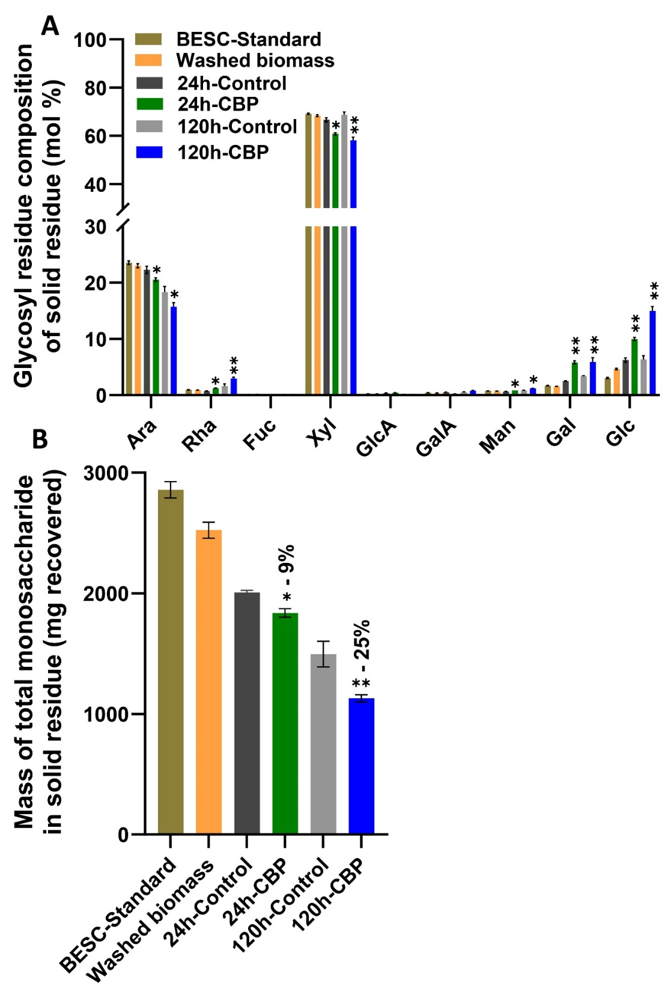 A
Glycosyl residue composition
of solid residue (mol %)
100
80
60
40
30
20
10
0
BESC-Standard
Washed biomass
24h-Control
24h-CBP
120h-Control
120h-CBP
*
*
*
**
*
**
*
*
**
**
**
**
Ara
Rha
Fuc
Xyl
GlcA
GalA
Man
Gal
Glc
B
Mass of total monosaccharide
in solid residue (mg recovered)
3000
2000
1000
0
* - 9%
** - 25%
BESC-Standard
Washed biomass
24h-Control
24h-CBP
120h-Control
120h-CBP